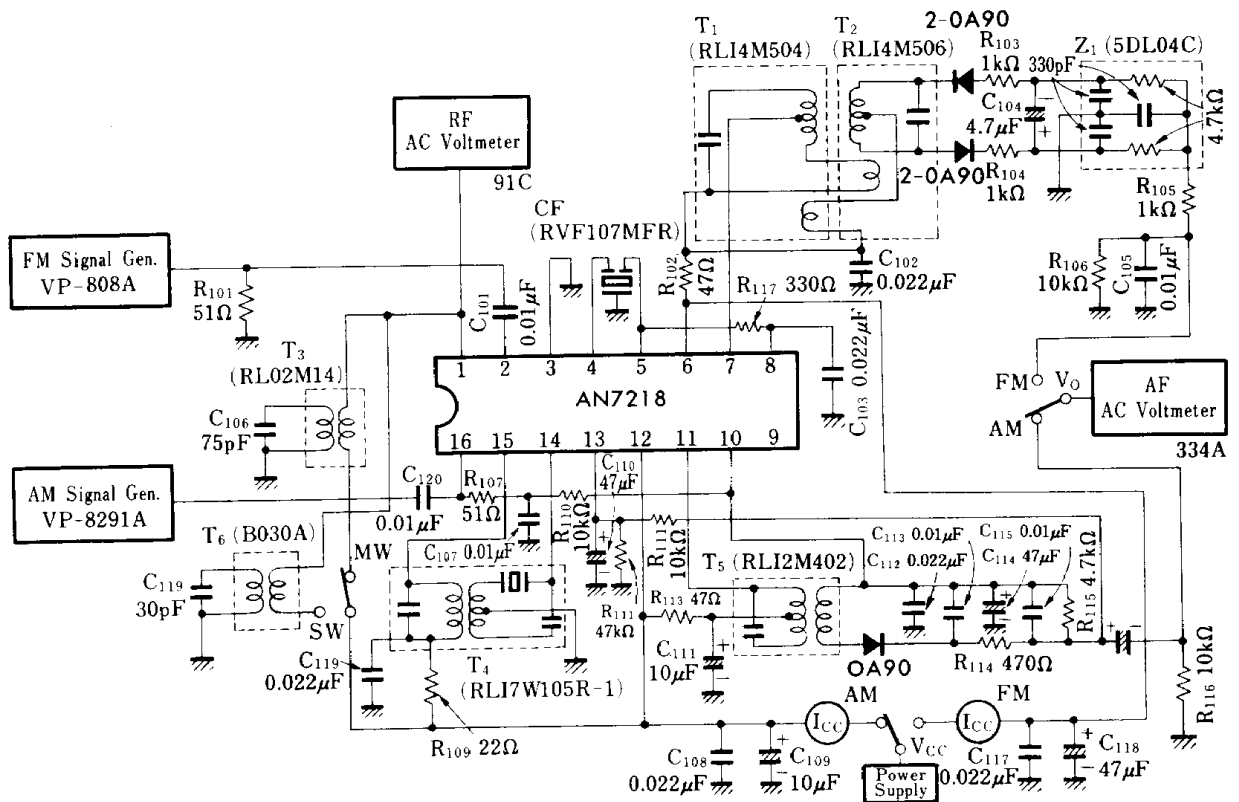 T1
(RLI4M504)
T2
(RLI4M506)
2-OA90
R103
1kΩ
Z1 (5DL04C)
330pF
C104
4.7μF
4.7kΩ
2-OA90
R104
1kΩ
R105
1kΩ
RF
AC Voltmeter
91C
CF
(RVF107MFR)
R102
47Ω
C102
0.022μF
R106
10kΩ
C105
0.01μF
FM Signal Gen.
VP-808A
R101
51Ω
C101
0.01μF
R117 330Ω
C103 0.022μF
T3
(RL02M14)
C106
75pF
1 2 3 4 5 6 7 8
AN7218
16 15 14 13 12 11 10 9
FM
AM
VO
AF
AC Voltmeter
334A
AM Signal Gen.
VP-8291A
C120
0.01μF
R107
51Ω
R110
10kΩ
C110
47μF
C107 0.01μF
R112
10kΩ
T5 (RLI2M402)
C113 0.01μF
C112 0.022μF
C115 0.01μF
C114 47μF
R115 4.7kΩ
T6 (B030A)
C119
30pF
MW
SW
R111
47kΩ
R113 47Ω
C111
10μF
OA90
R114 470Ω
R116 10kΩ
C119
0.022μF
T4
(RLI7W105R-1)
R109 22Ω
C108
0.022μF
C109
10μF
AM
ICC
VCC
FM
ICC
Power
Supply
C117
0.022μF
C118
47μF